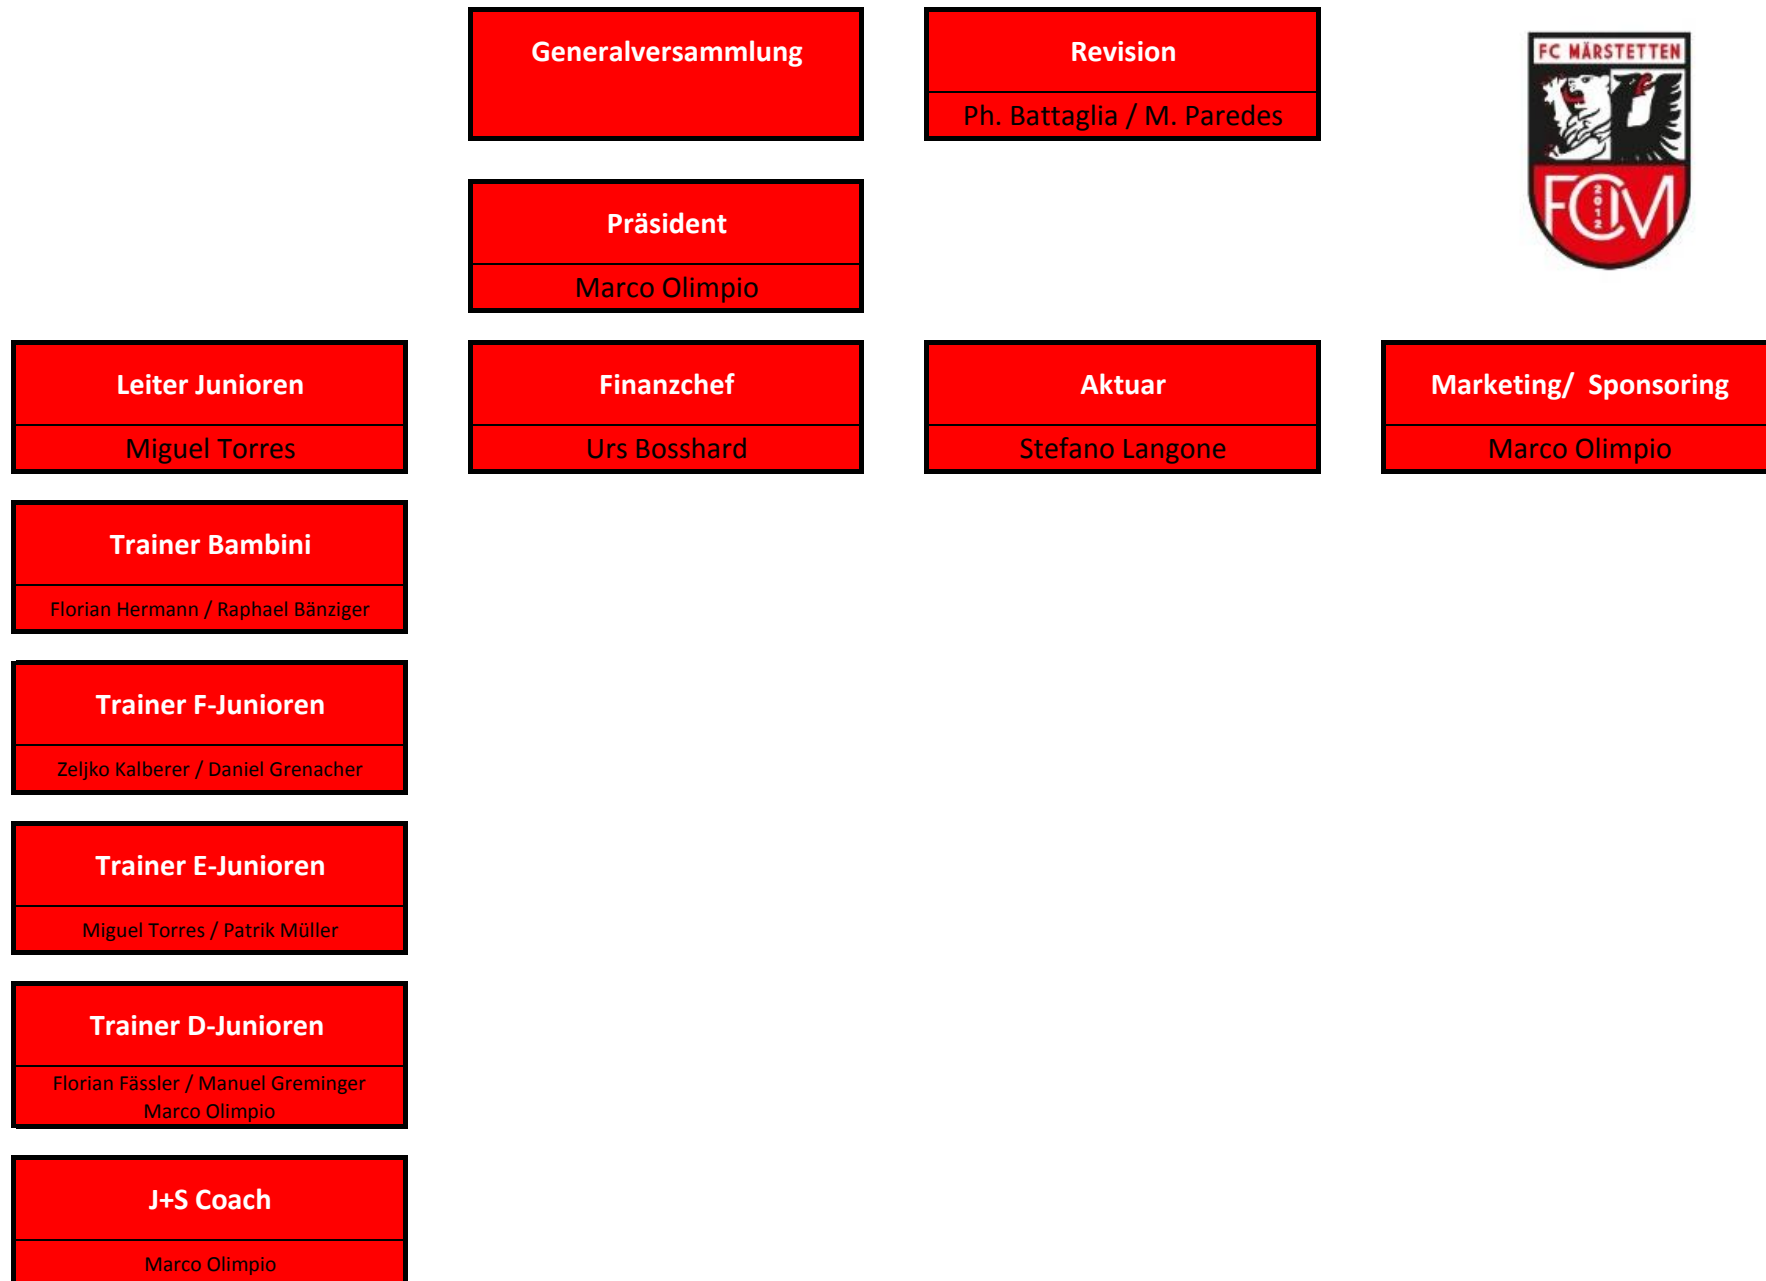 Generalversammlung
Revision
Ph. Battaglia / M. Paredes
FC MÄRSTETTEN
FCM
2012
Präsident
Marco Olimpio
Leiter Junioren
Miguel Torres
Finanzchef
Urs Bosshard
Aktuar
Stefano Langone
Marketing/  Sponsoring
Marco Olimpio
Trainer Bambini
Florian Hermann / Raphael Bänziger
Trainer F-Junioren
Zeljko Kalberer / Daniel Grenacher
Trainer E-Junioren
Miguel Torres / Patrik Müller
Trainer D-Junioren
Florian Fässler / Manuel Greminger
Marco Olimpio
J+S Coach
Marco Olimpio